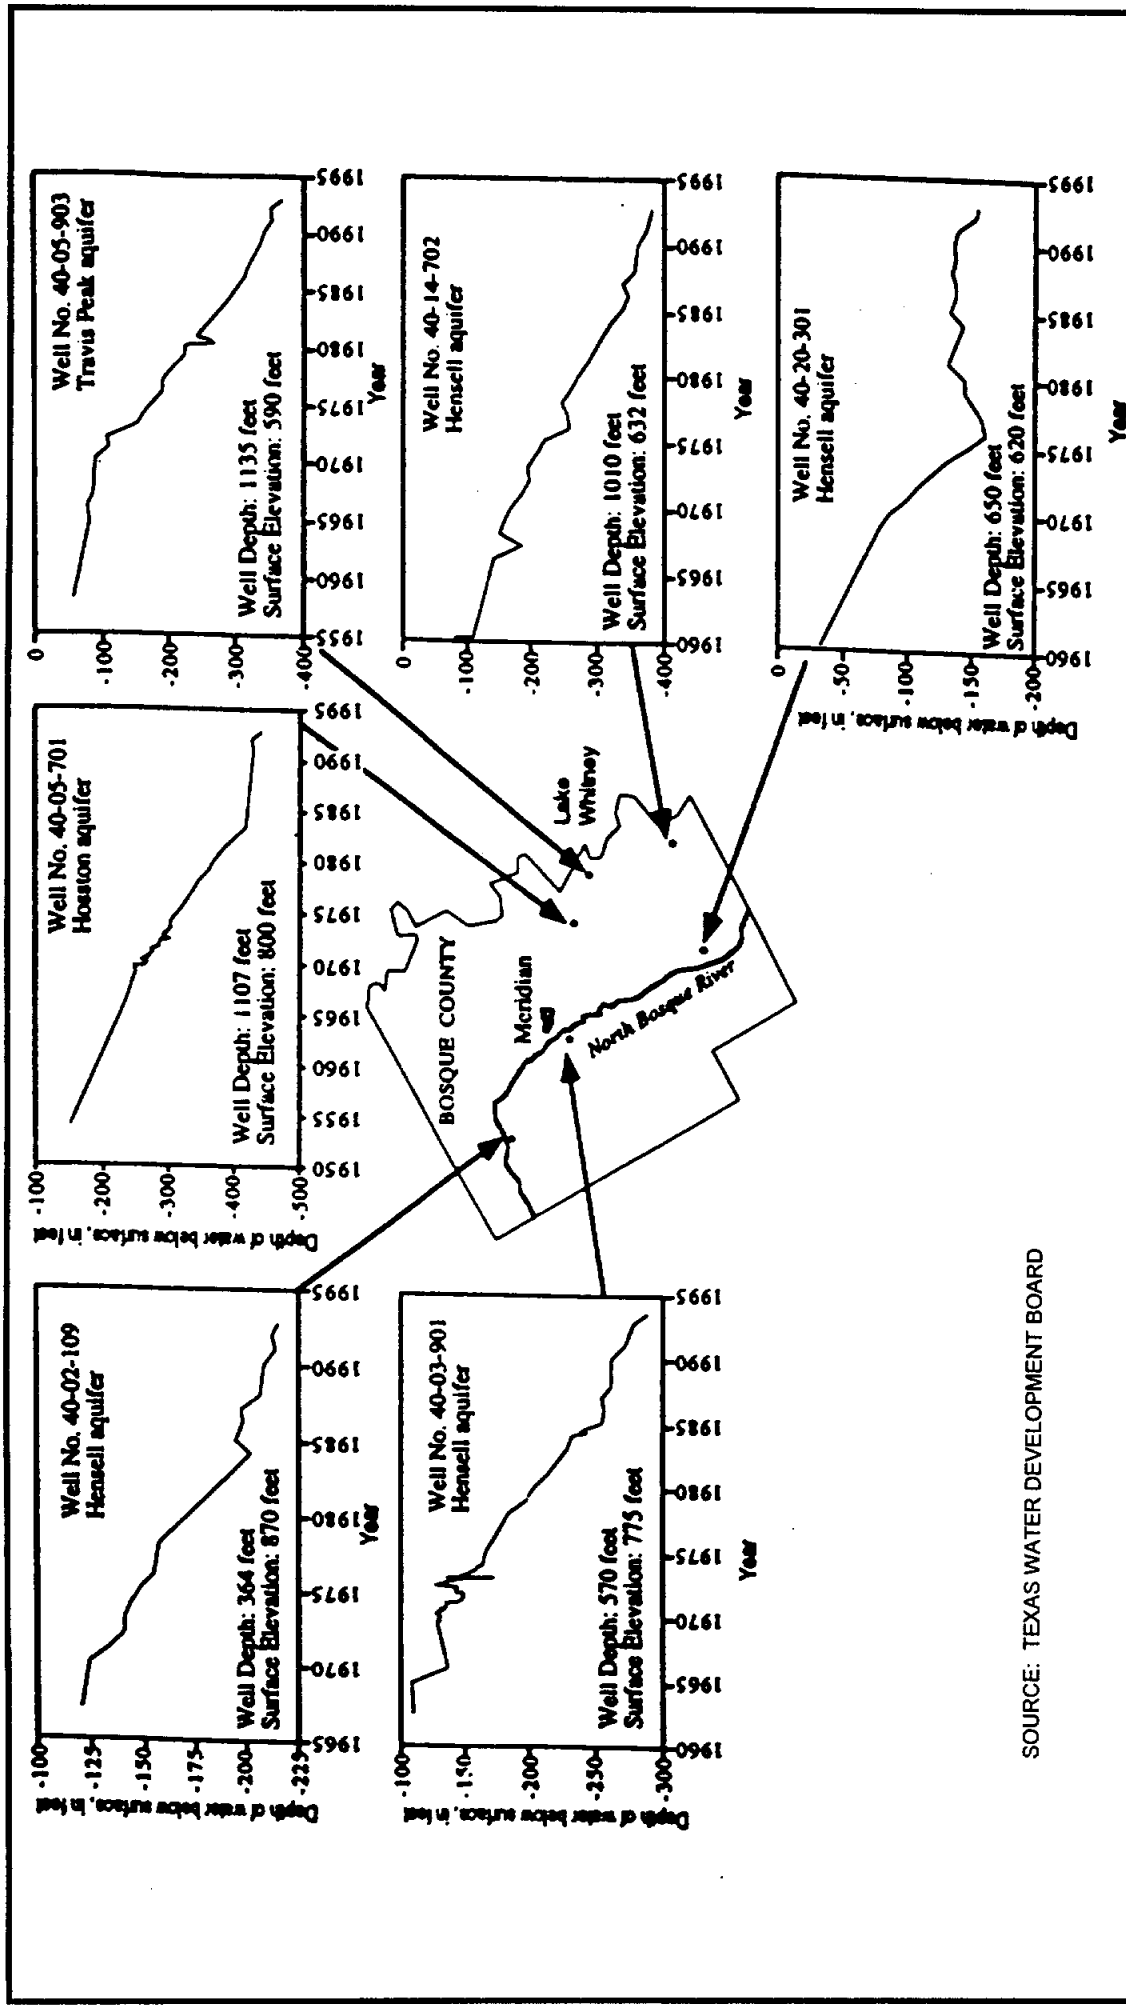 Well No. 40-02-109
Hensell aquifer
Well Depth: 364 feet
Surface Elevation: 870 feet
Depth of water below surface, in feet
-100
-125
-150
-175
-200
-225
1965
1970
1975
1980
1985
1990
1995
Year
Well No. 40-05-701
Hosston aquifer
Well Depth: 1107 feet
Surface Elevation: 800 feet
Depth of water below surface, in feet
-100
-200
-300
-400
-500
1950
1955
1960
1965
1970
1975
1980
1985
1990
1995
Well No. 40-05-903
Travis Peak aquifer
Well Depth: 1135 feet
Surface Elevation: 590 feet
0
-100
-200
-300
-400
1955
1960
1965
1970
1975
1980
1985
1990
1995
Year
Well No. 40-03-901
Hensell aquifer
Well Depth: 570 feet
Surface Elevation: 775 feet
Depth of water below surface, in feet
-100
-150
-200
-250
-300
1960
1965
1970
1975
1980
1985
1990
1995
Year
BOSQUE COUNTY
Meridian
North Bosque River
Lake
Whitney
Well No. 40-14-702
Hensell aquifer
Well Depth: 1010 feet
Surface Elevation: 632 feet
0
-100
-200
-300
-400
1960
1965
1970
1975
1980
1985
1990
1995
Year
Well No. 40-20-301
Hensell aquifer
Well Depth: 650 feet
Surface Elevation: 620 feet
Depth of water below surface, in feet
0
-50
-100
-150
-200
1960
1965
1970
1975
1980
1985
1990
1995
Year
SOURCE: TEXAS WATER DEVELOPMENT BOARD